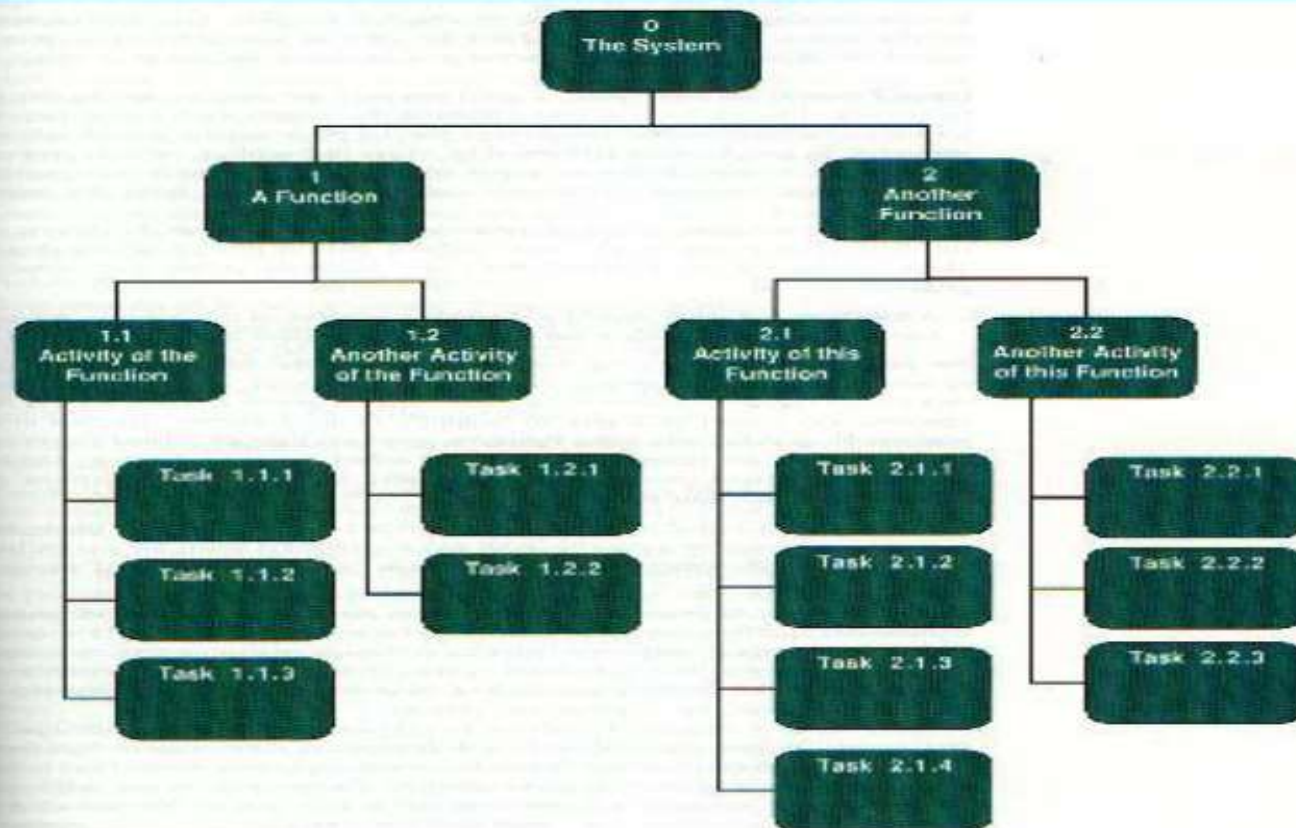 0
The System
1
A Function
2
Another
Function
1.1
Activity of the
Function
1.2
Another Activity
of the Function
2.1
Activity of this
Function
2.2
Another Activity
of this Function
Task 1.1.1
Task 1.1.2
Task 1.1.3
Task 1.2.1
Task 1.2.2
Task 2.1.1
Task 2.1.2
Task 2.1.3
Task 2.1.4
Task 2.2.1
Task 2.2.2
Task 2.2.3